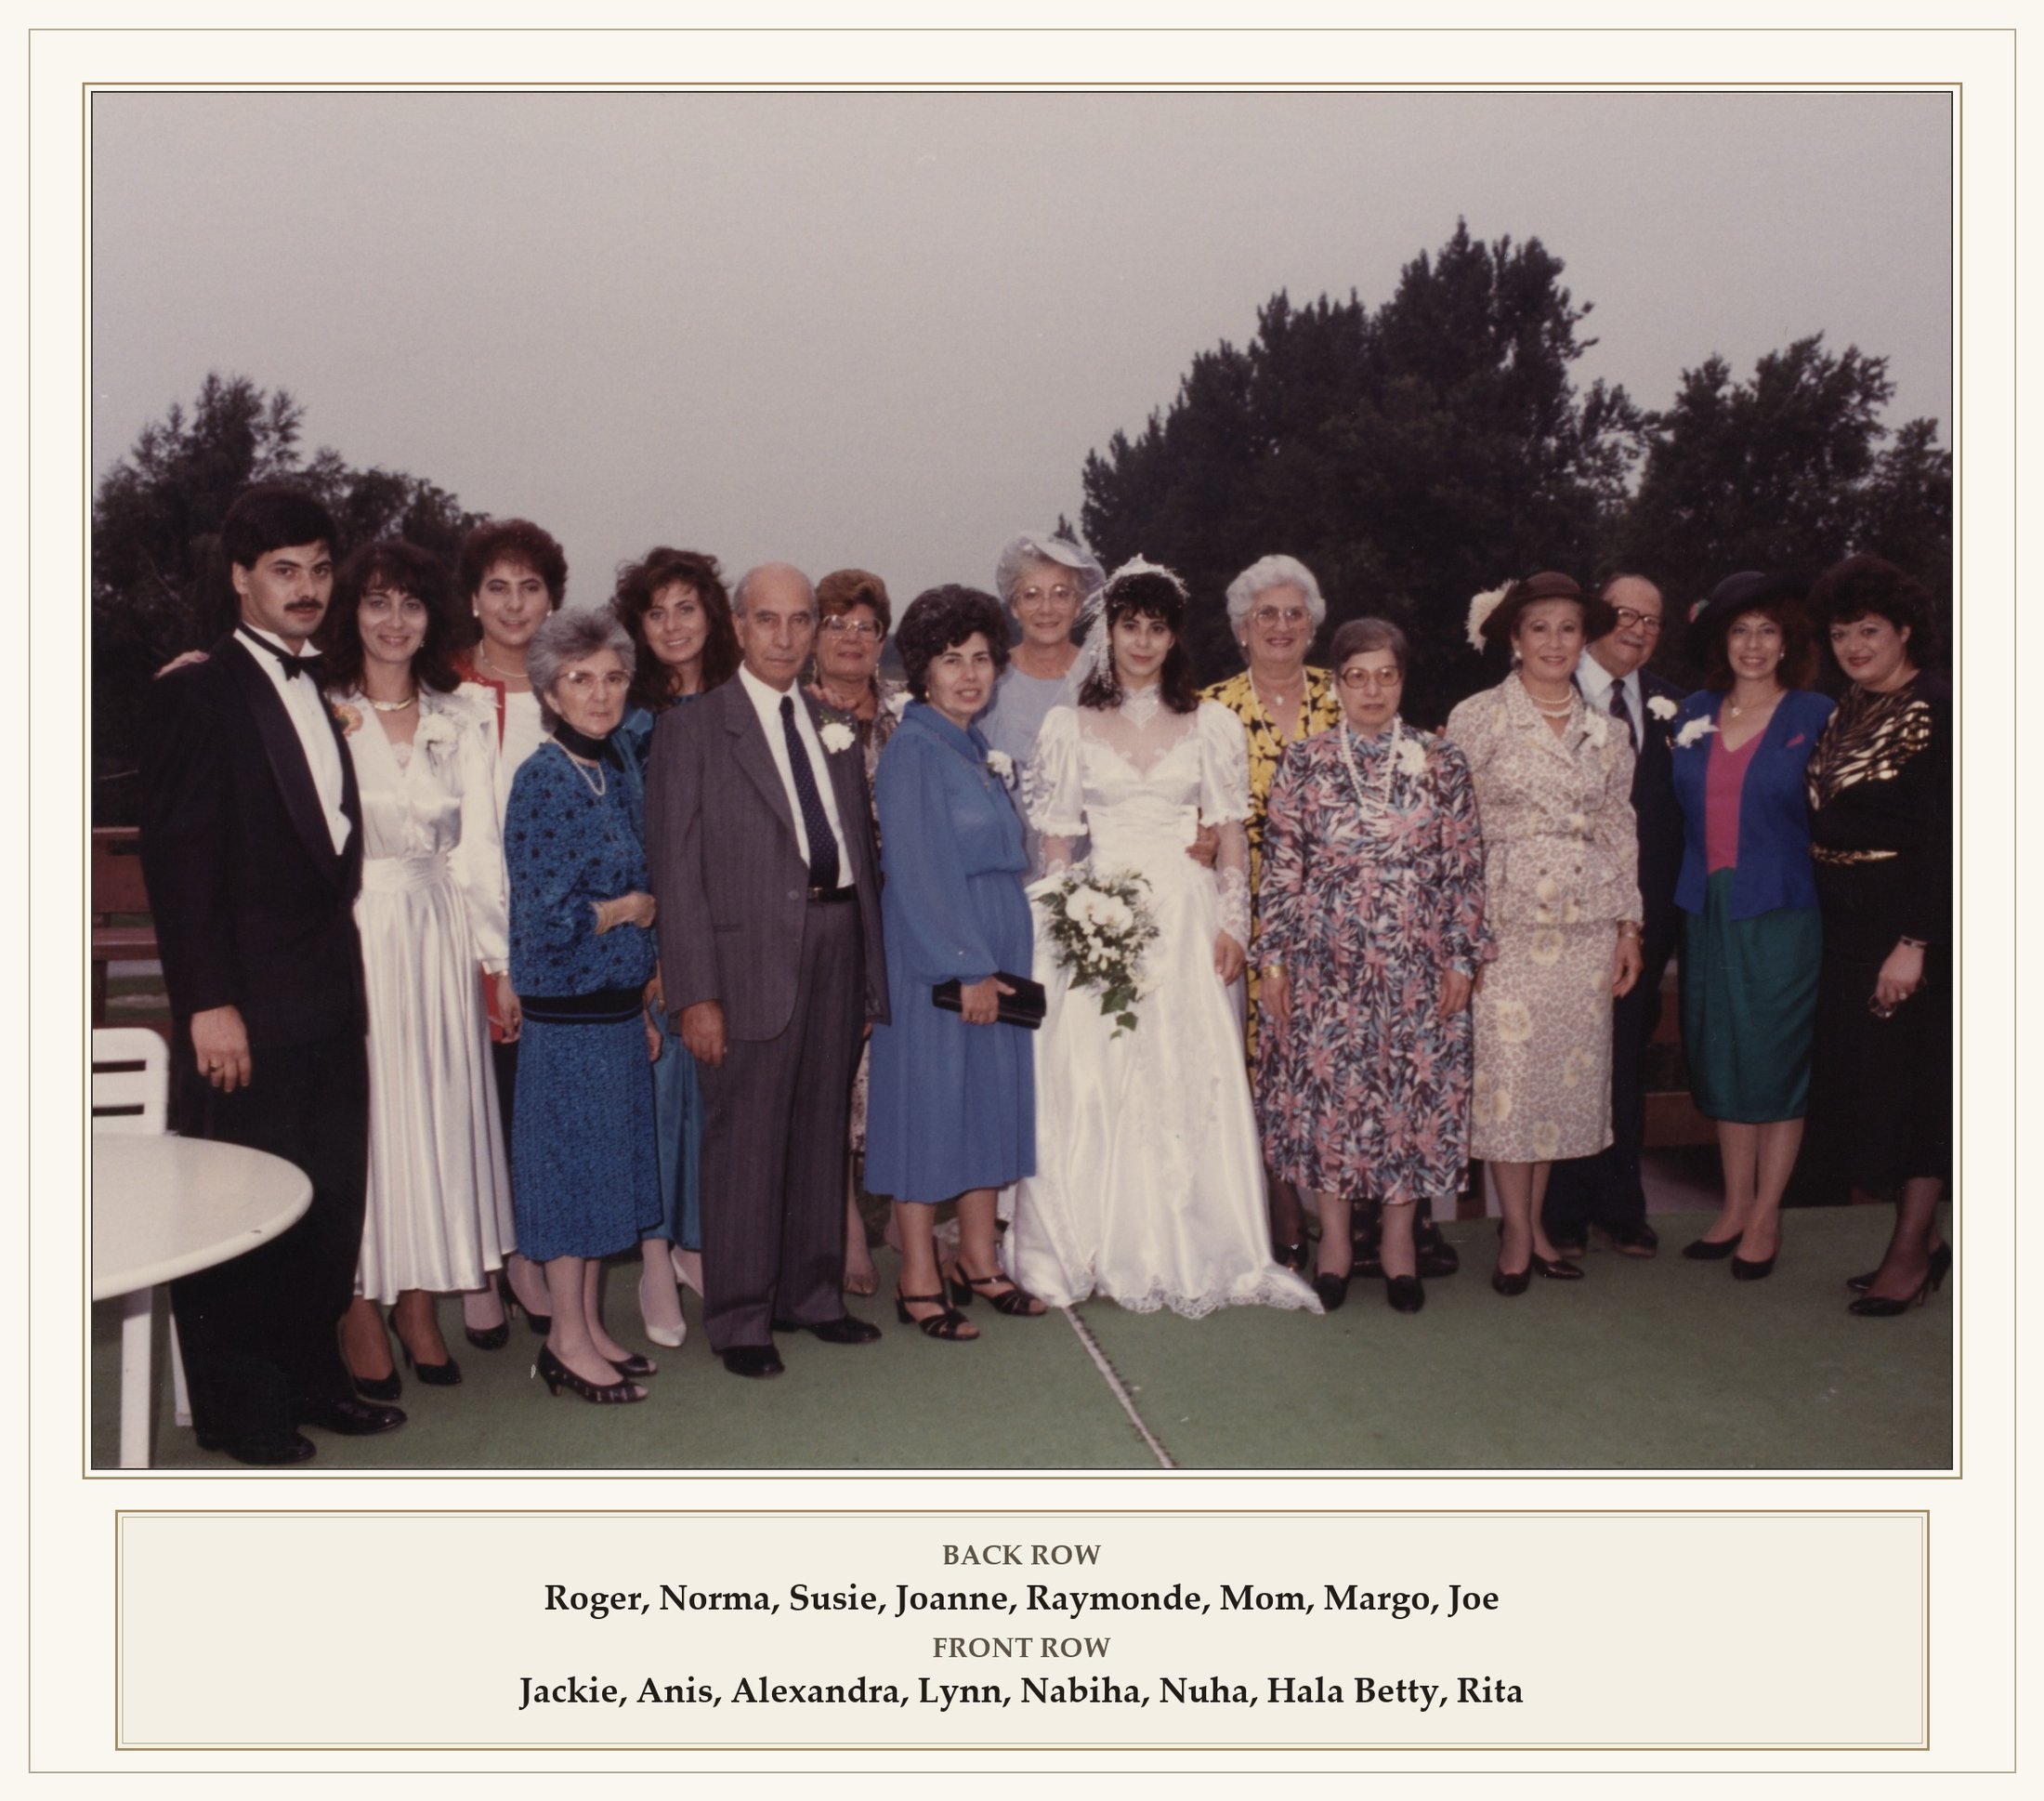 BACK ROW
Roger, Norma, Susie, Joanne, Raymonde, Mom, Margo, Joe
FRONT ROW
Jackie, Anis, Alexandra, Lynn, Nabiha, Nuha, Hala Betty, Rita